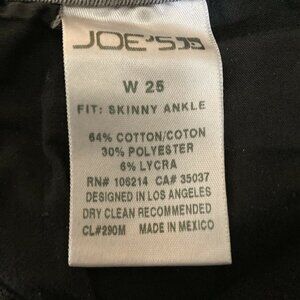 JOE'S
W 25
FIT: SKINNY ANKLE
64% COTTON/COTON
30% POLYESTER
6% LYCRA
RN# 106214 CA# 35037
DESIGNED IN LOS ANGELES
DRY CLEAN RECOMMENDED
CL#290M MADE IN MEXICO